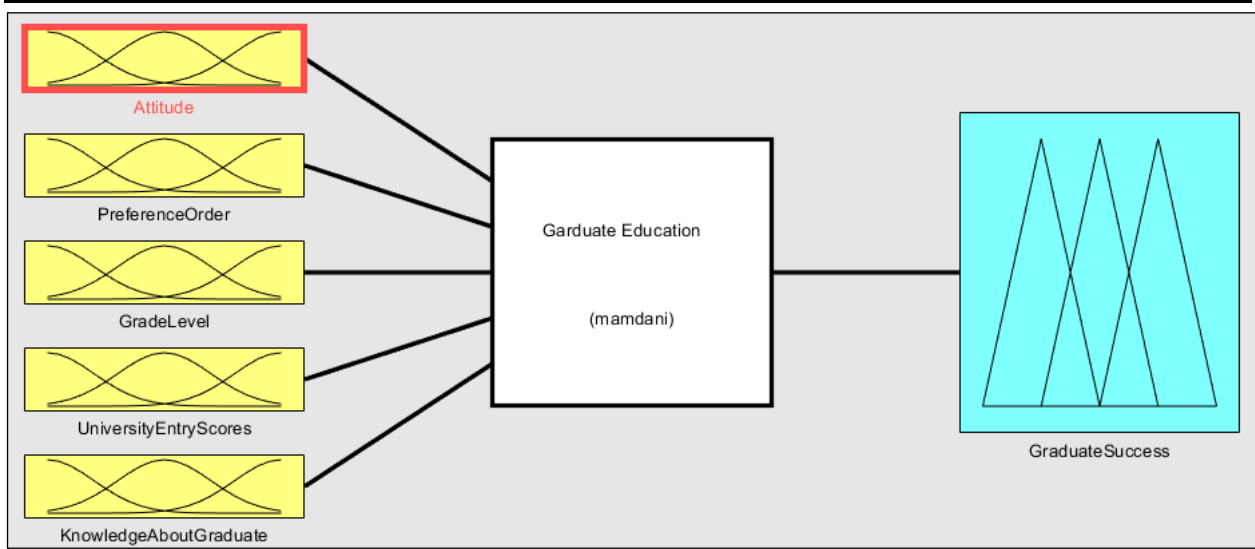 Attitude
PreferenceOrder
GradeLevel
UniversityEntryScores
KnowledgeAboutGraduate
Garduate Education
(mamdani)
GraduateSuccess